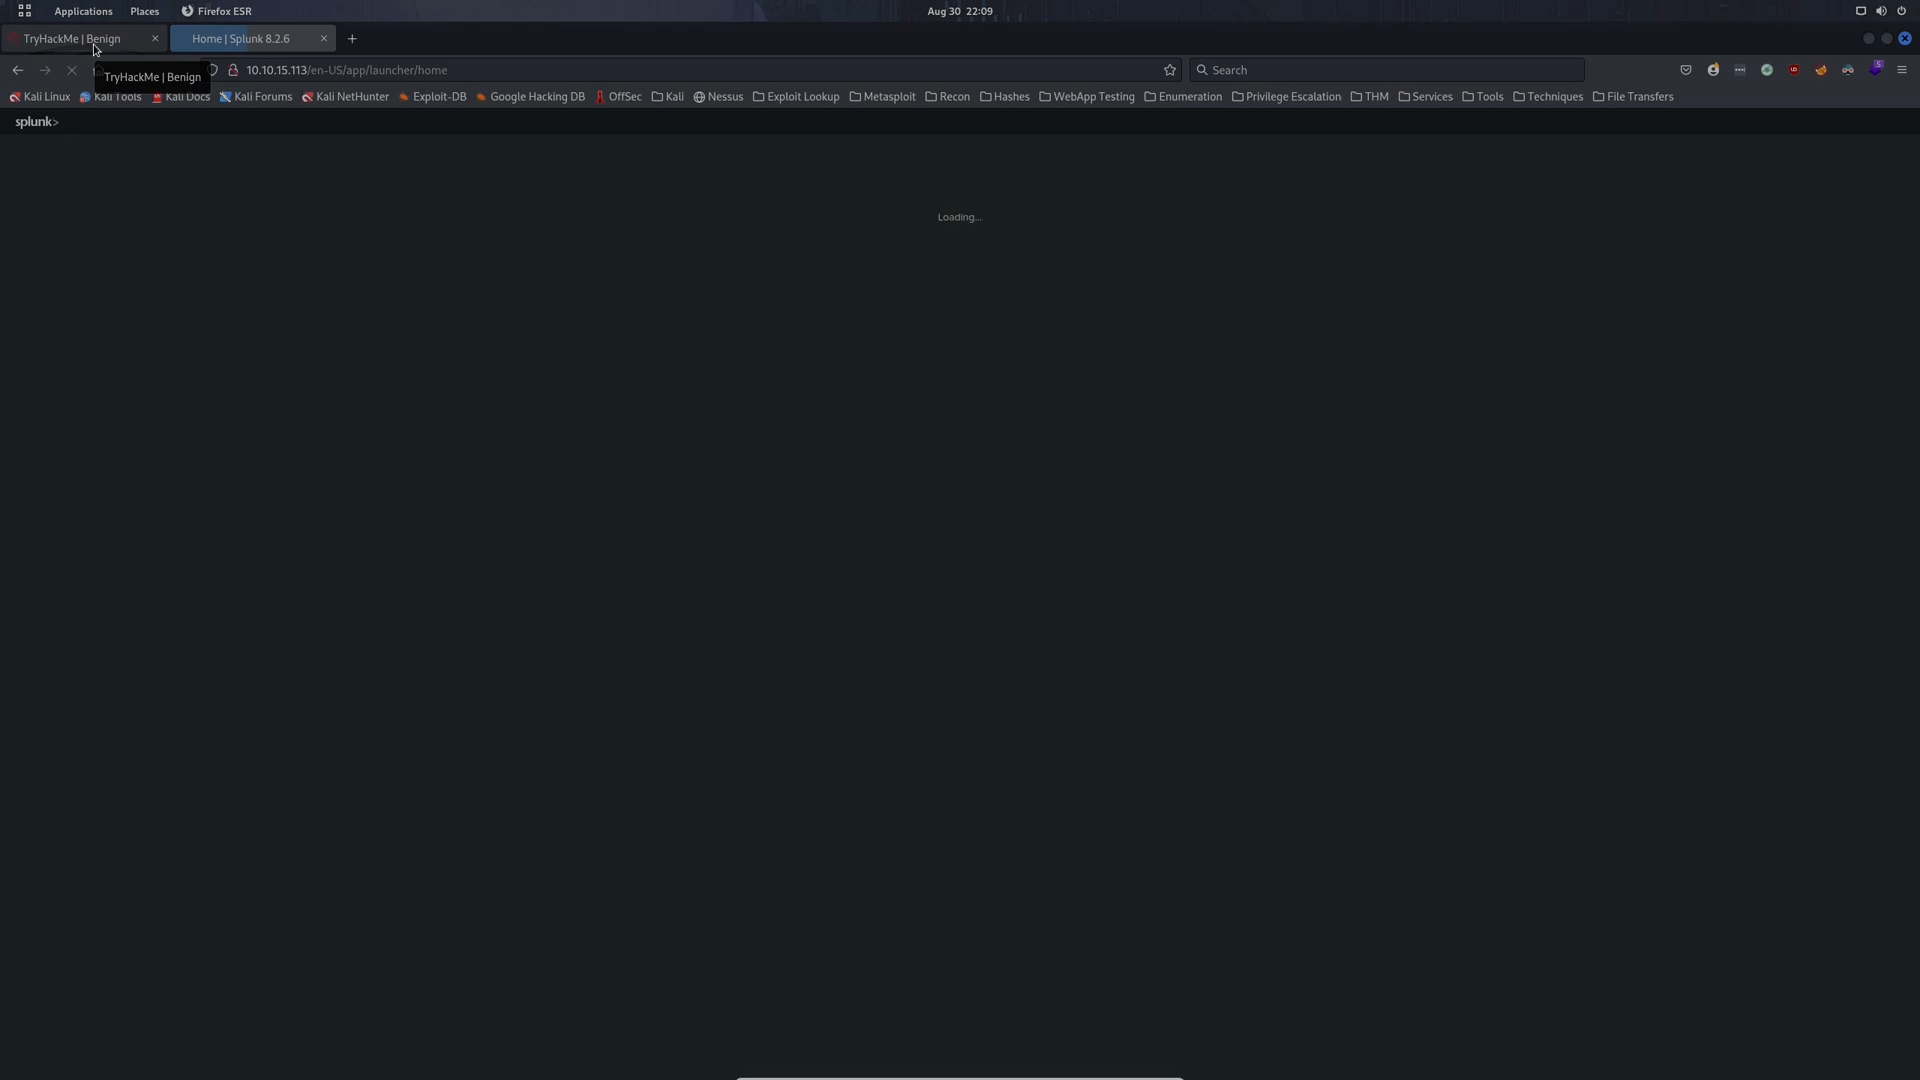 Applications Places Firefox ESR Aug 30 22:09
TryHackMe | Benign Home | Splunk 8.2.6
10.10.15.113/en-US/app/launcher/home Search
TryHackMe | Benign
Kali Linux Kali Tools Kali Docs Kali Forums Kali NetHunter Exploit-DB Google Hacking DB OffSec Kali Nessus Exploit Lookup Metasploit Recon Hashes WebApp Testing Enumeration Privilege Escalation THM Services Tools Techniques File Transfers
splunk>
Loading...